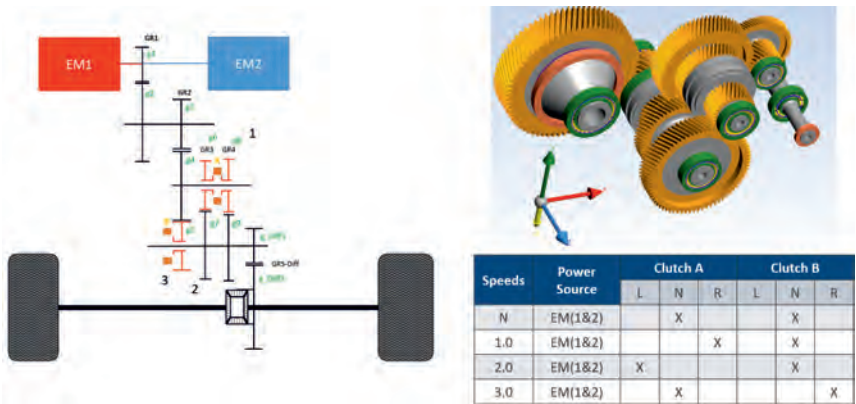 GR1
EM1
EM2
GR2
1
GR3 GR4
GR5-Diff
3
2
Speeds
Power Source
Clutch A
Clutch B
L N R L N R
N EM(1&2) X X
1.0 EM(1&2) X X
2.0 EM(1&2) X X
3.0 EM(1&2) X X